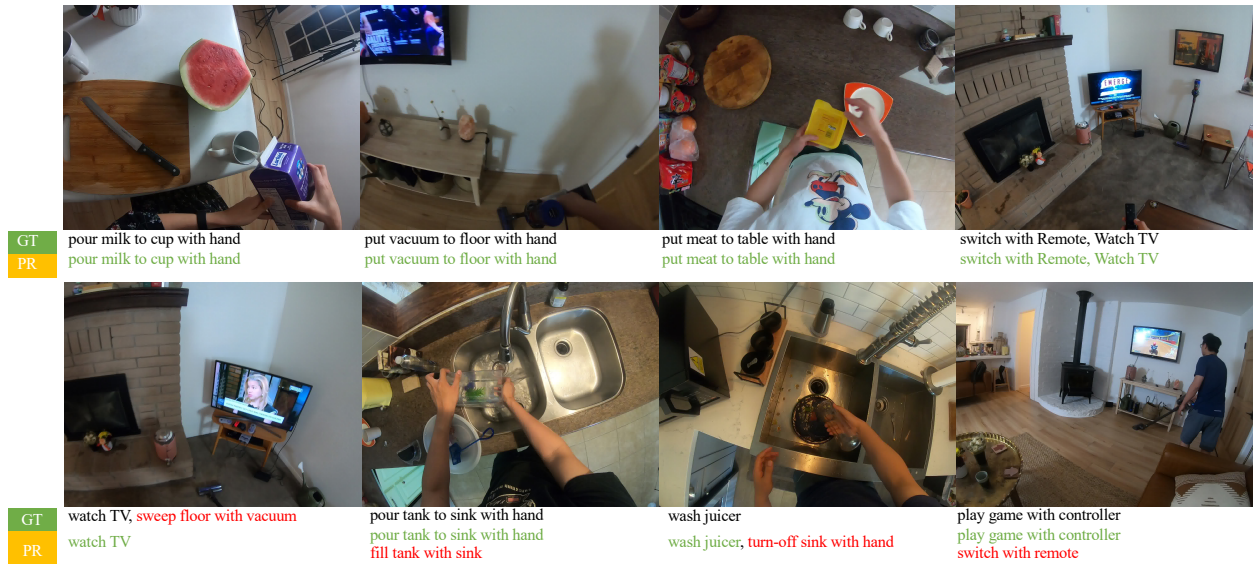 GT
pour milk to cup with hand
put vacuum to floor with hand
put meat to table with hand
switch with Remote, Watch TV
PR
pour milk to cup with hand
put vacuum to floor with hand
put meat to table with hand
switch with Remote, Watch TV
GT
watch TV, sweep floor with vacuum
pour tank to sink with hand
wash juicer
play game with controller
PR
watch TV
pour tank to sink with hand
fill tank with sink
wash juicer, turn-off sink with hand
play game with controller
switch with remote